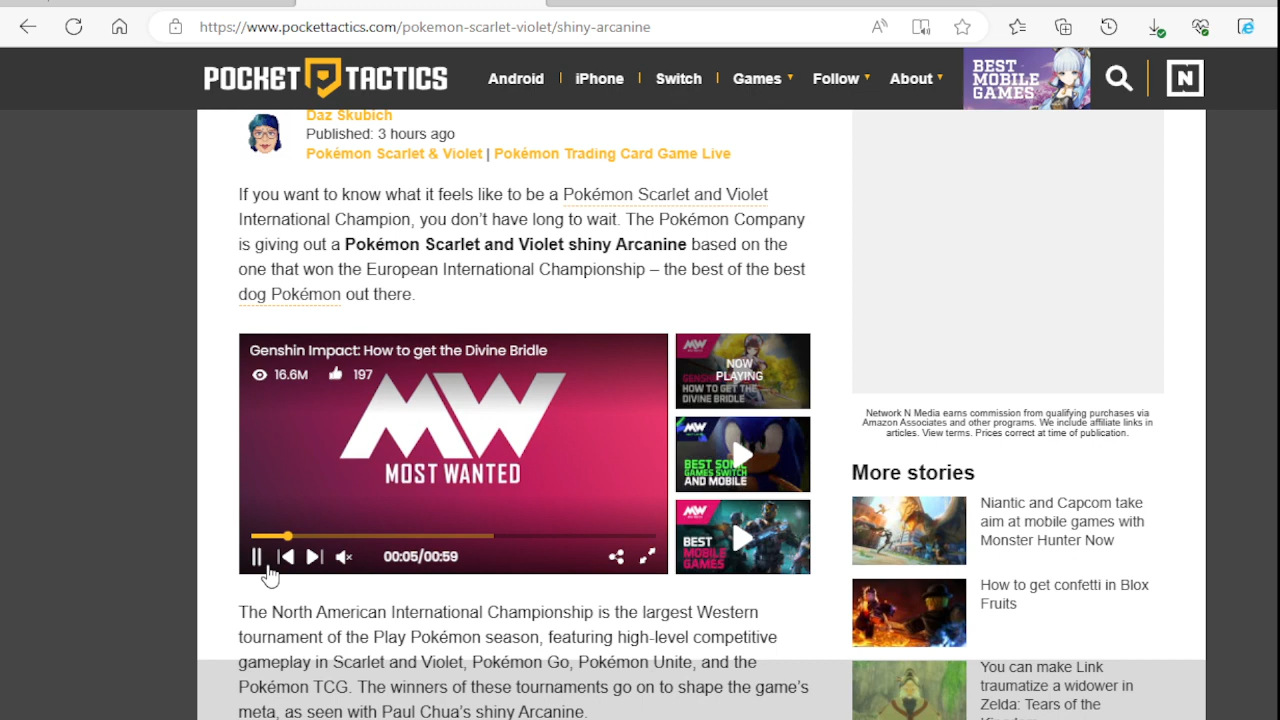 https://www.pockettactics.com/pokemon-scarlet-violet/shiny-arcanine
POCKET TACTICS
Android
iPhone
Switch
Games
Follow
About
BEST
MOBILE
GAMES
N
Daz Skubich
Published: 3 hours ago
Pokémon Scarlet & Violet | Pokémon Trading Card Game Live
If you want to know what it feels like to be a Pokémon Scarlet and Violet
International Champion, you don't have long to wait. The Pokémon Company
is giving out a Pokémon Scarlet and Violet shiny Arcanine based on the
one that won the European International Championship – the best of the best
dog Pokémon out there.
Genshin Impact: How to get the Divine Bridle
16.6M 197
MW
MOST WANTED
00:05/00:59
MW
NOW
PLAYING
GENSHIN
HOW TO GET THE
DIVINE BRIDLE
MW
BEST SONIC
GAMES SWITCH
AND MOBILE
MW
BEST
MOBILE
GAMES
The North American International Championship is the largest Western
tournament of the Play Pokémon season, featuring high-level competitive
gameplay in Scarlet and Violet, Pokémon Go, Pokémon Unite, and the
Pokémon TCG. The winners of these tournaments go on to shape the game's
meta, as seen with Paul Chua's shiny Arcanine.
Network N Media earns commission from qualifying purchases via
Amazon Associates and other programs. We include affiliate links in
articles. View terms. Prices correct at time of publication.
More stories
Niantic and Capcom take
aim at mobile games with
Monster Hunter Now
How to get confetti in Blox
Fruits
You can make Link
traumatize a widower in
Zelda: Tears of the